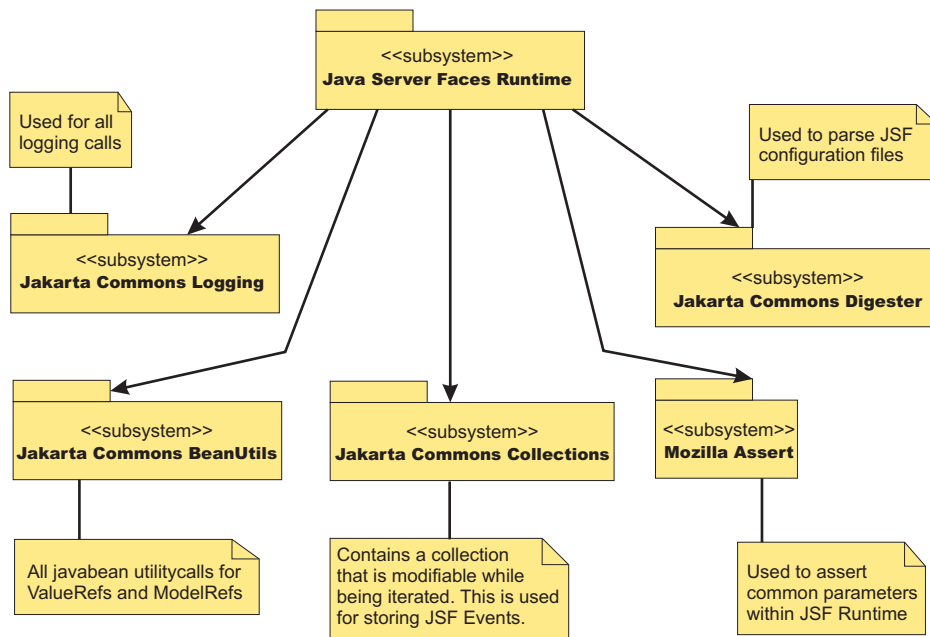 <<subsystem>>
Java Server Faces Runtime
Used for all
logging calls
Used to parse JSF
configuration files
<<subsystem>>
Jakarta Commons Logging
<<subsystem>>
Jakarta Commons Digester
<<subsystem>>
Jakarta Commons BeanUtils
<<subsystem>>
Jakarta Commons Collections
<<subsystem>>
Mozilla Assert
All javabean utilitycalls for
ValueRefs and ModelRefs
Contains a collection
that is modifiable while
being iterated. This is used
for storing JSF Events.
Used to assert
common parameters
within JSF Runtime